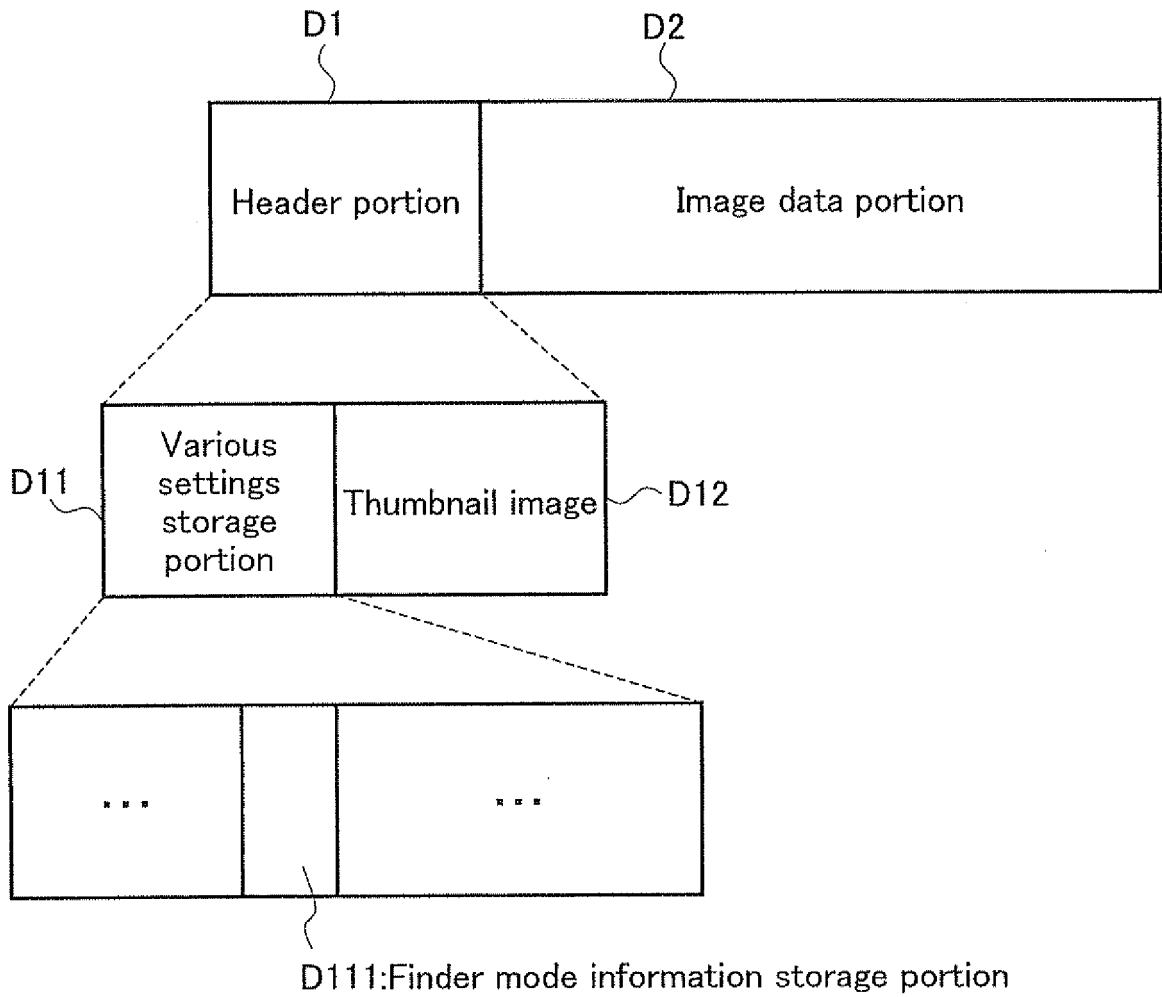 D1
D2
Header portion
Image data portion
Various
settings
storage
portion
D11
Thumbnail image
D12
...
...
D111:Finder mode information storage portion